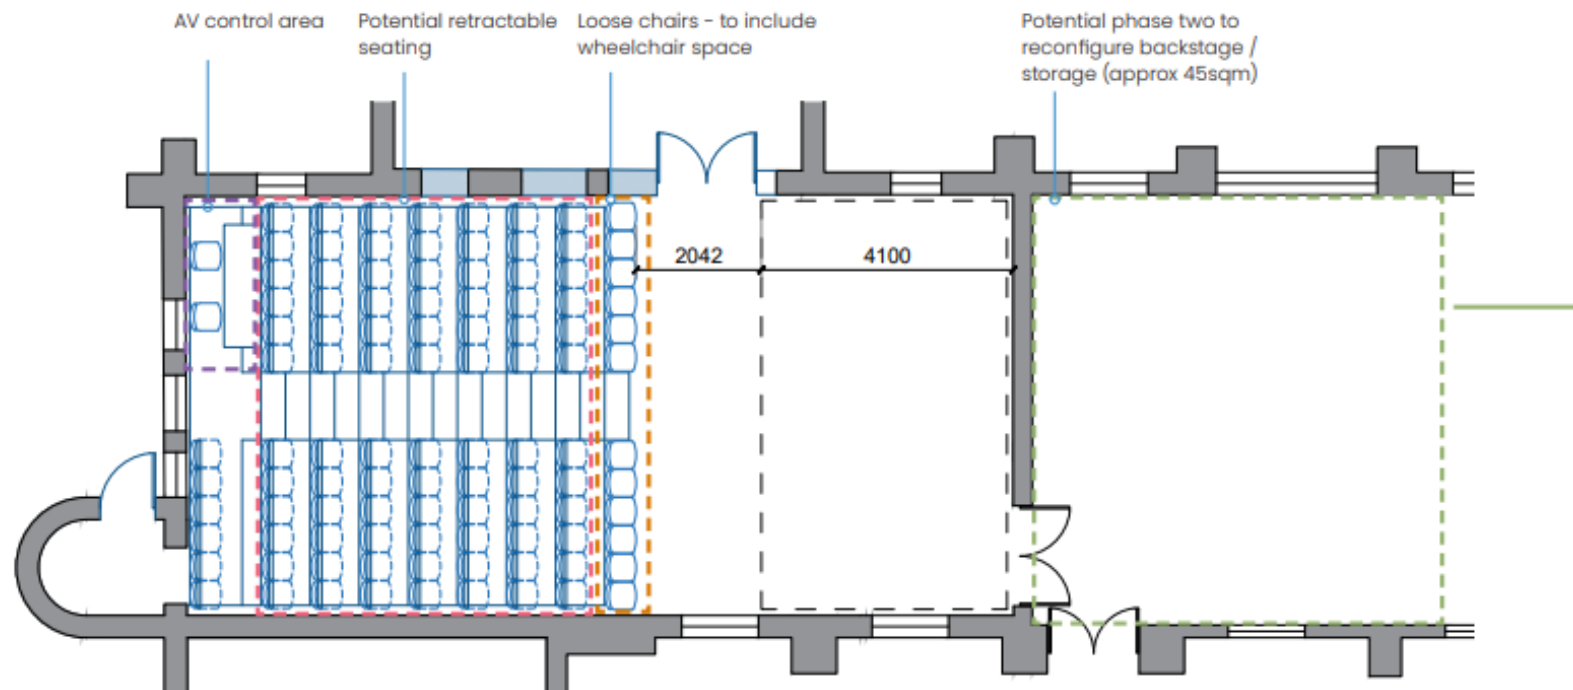 AV control area
Potential retractable
seating
Loose chairs - to include
wheelchair space
Potential phase two to
reconfigure backstage /
storage (approx 45sqm)
2042
4100